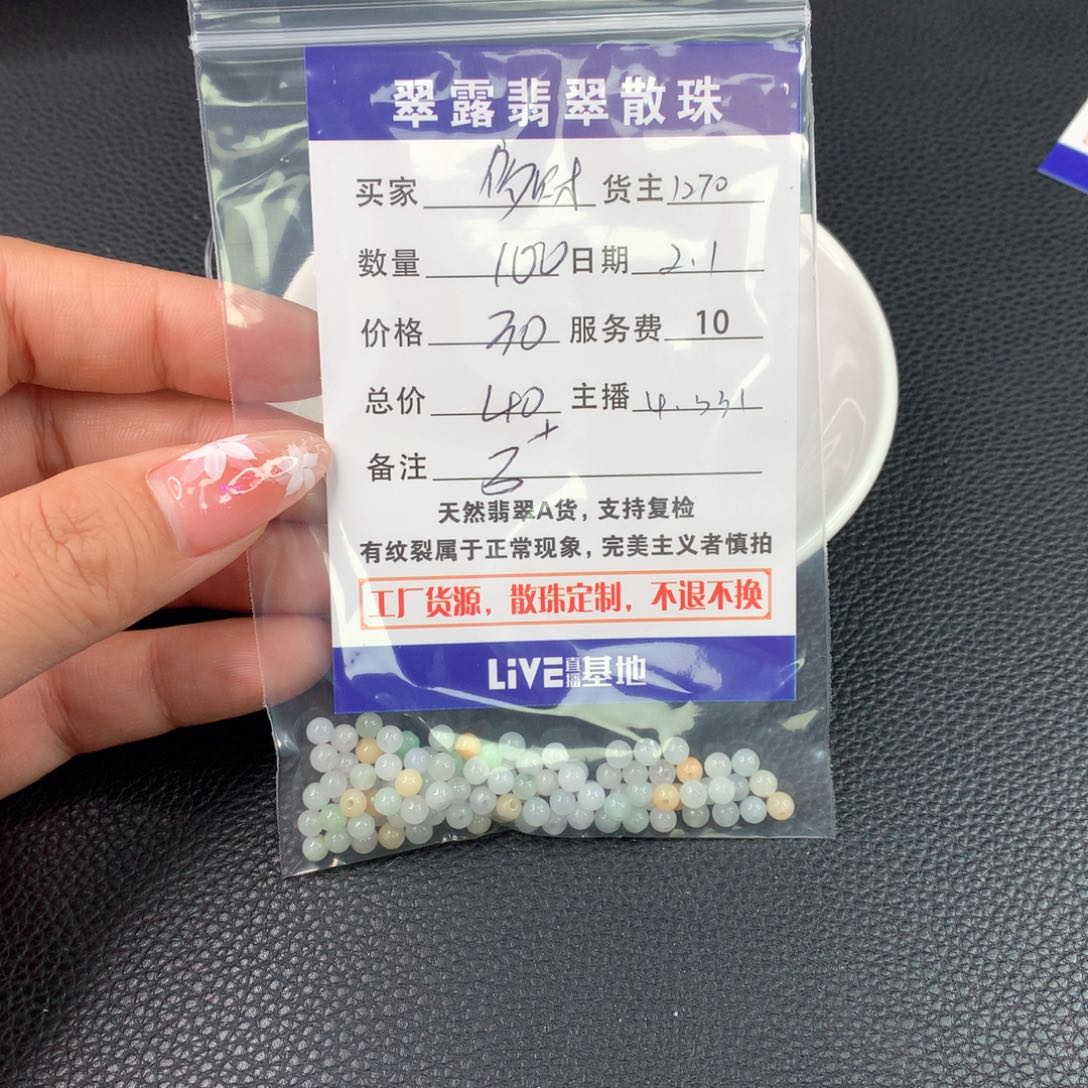 翠露翡翠散珠
买家 货主 1270
数量 100 日期 2.1
价格 30 服务费 10
总价 40 主播
备注 3+
天然翡翠A货，支持复检
有纹裂属于正常现象，完美主义者慎拍
工厂货源，散珠定制，不退不换
LiVE直播基地